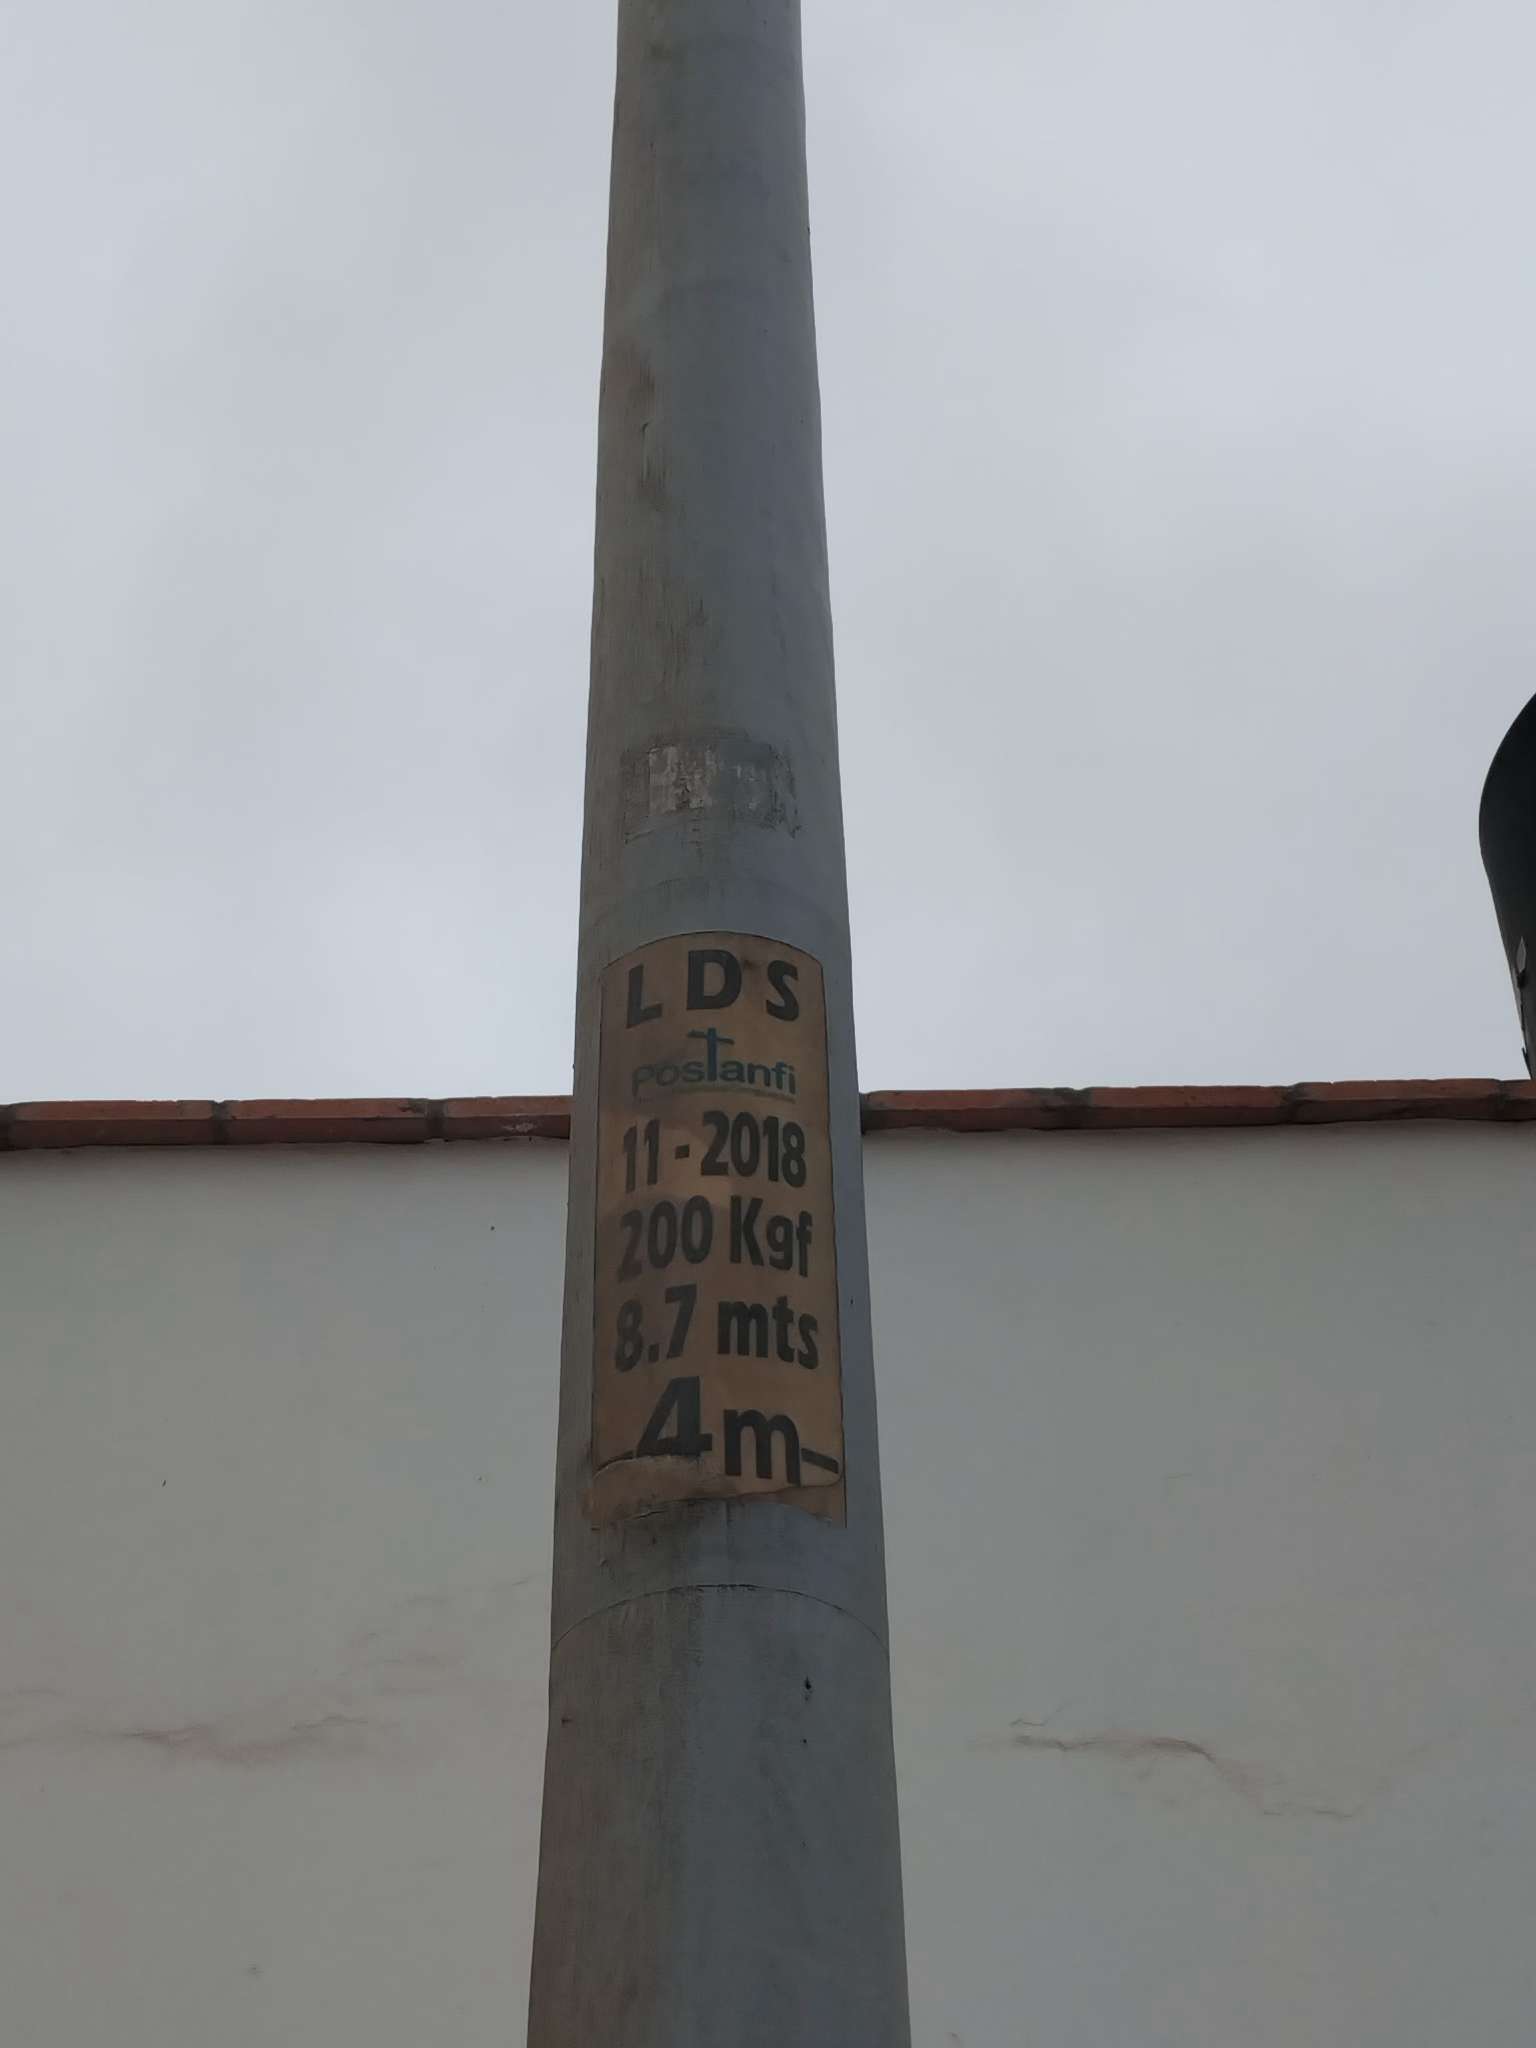 LDS
Postanfi
11-2018
200 Kgf
8.7 mts
4m-